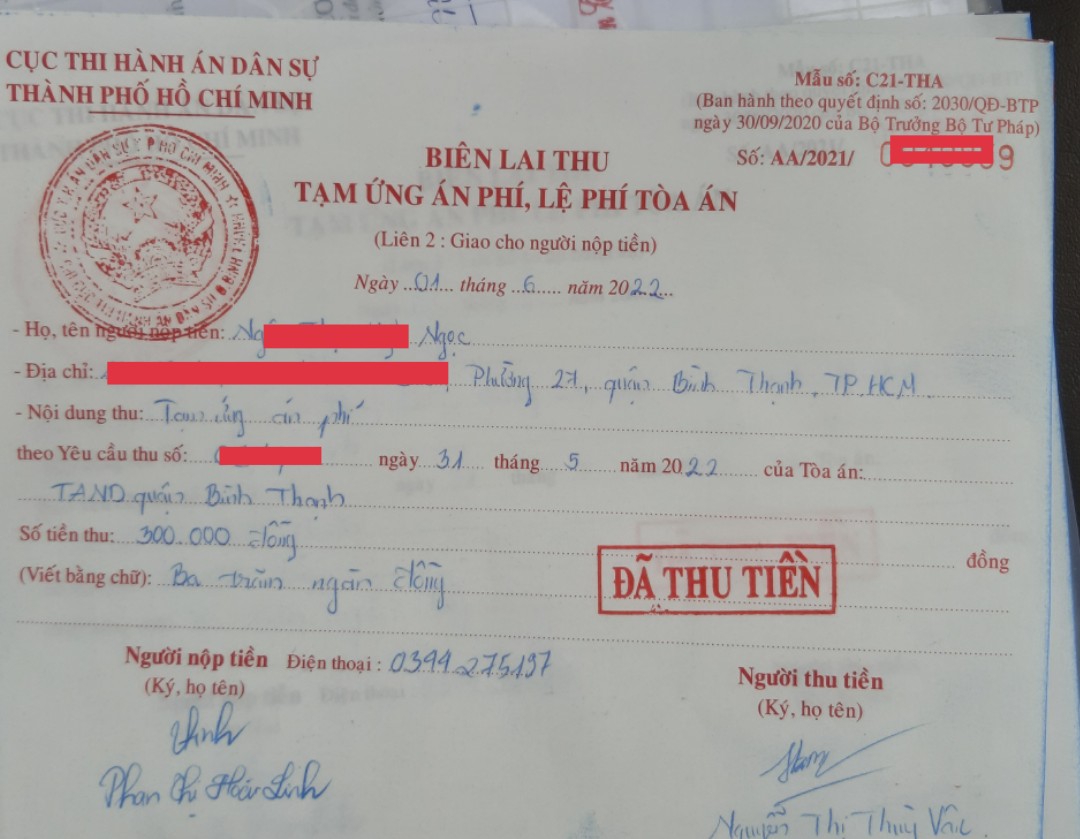 CỤC THI HÀNH ÁN DÂN SỰ
THÀNH PHỐ HỒ CHÍ MINH
Mẫu số: C21-THA
(Ban hành theo quyết định số: 2030/QĐ-BTP
ngày 30/09/2020 của Bộ Trưởng Bộ Tư Pháp)
Số: AA/2021/
BIÊN LAI THU
TẠM ỨNG ÁN PHÍ, LỆ PHÍ TÒA ÁN
(Liên 2 : Giao cho người nộp tiền)
Ngày 01 tháng 6 năm 2022
- Họ, tên người nộp tiền: Ngọc
- Địa chỉ: Phường 27, quận Bình Thạnh, TP.HCM
- Nội dung thu: Tạm ứng án phí
theo Yêu cầu thu số: ngày 31 tháng 5 năm 2022 của Tòa án:
TAND quận Bình Thạnh
Số tiền thu: 300.000 đồng đồng
(Viết bằng chữ): Ba trăm ngàn đồng
ĐÃ THU TIỀN
Người nộp tiền Điện thoại : 0344.275197
(Ký, họ tên)
Người thu tiền
(Ký, họ tên)
Phan Thị Hoài Linh
Nguyễn Thị Thùy Vân